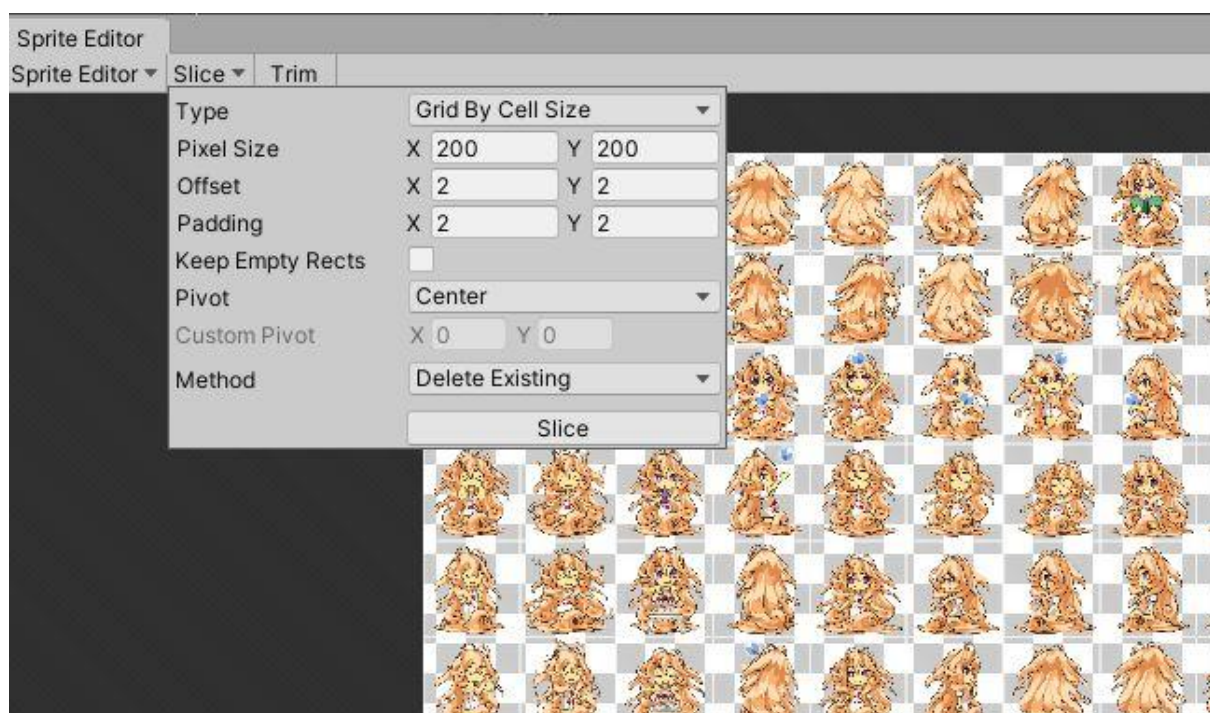 Sprite Editor
Sprite Editor Slice Trim
Type Grid By Cell Size
Pixel Size X 200 Y 200
Offset X 2 Y 2
Padding X 2 Y 2
Keep Empty Rects
Pivot Center
Custom Pivot X 0 Y 0
Method Delete Existing
Slice